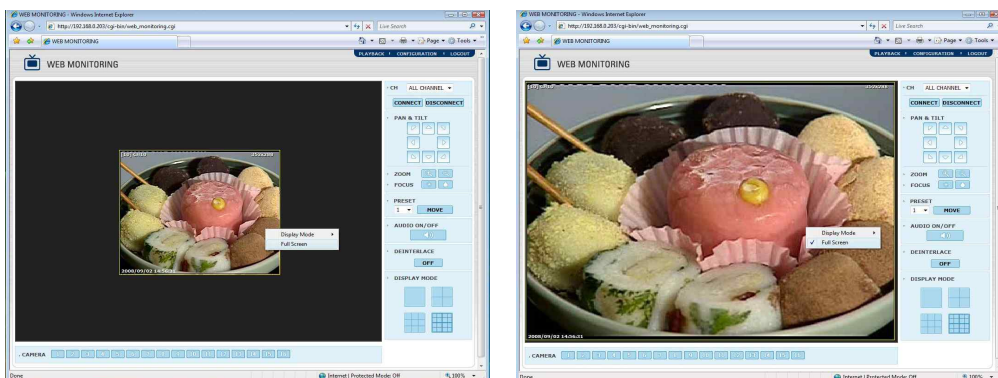 WEB MONITORING - Windows Internet Explorer
http://192.168.0.203/cgi-bin/web_monitoring.cgi
Live Search
WEB MONITORING
Page Tools
PLAYBACK CONFIGURATION LOGOUT
WEB MONITORING
CH ALL CHANNEL
CONNECT DISCONNECT
PAN & TILT
ZOOM
FOCUS
PRESET
1 MOVE
AUDIO ON/OFF
Display Mode
Full Screen
DEINTERLACE
OFF
2008/09/02
DISPLAY MODE
CAMERA
Done
Internet | Protected Mode: Off
100%
WEB MONITORING - Windows Internet Explorer
http://192.168.0.203/cgi-bin/web_monitoring.cgi
Live Search
WEB MONITORING
Page Tools
PLAYBACK CONFIGURATION LOGOUT
WEB MONITORING
CH ALL CHANNEL
CONNECT DISCONNECT
PAN & TILT
ZOOM
FOCUS
PRESET
1 MOVE
AUDIO ON/OFF
Display Mode
✓ Full Screen
DEINTERLACE
OFF
DISPLAY MODE
2008/09/02 14:56:31
CAMERA
Done
Internet | Protected Mode: Off
100%